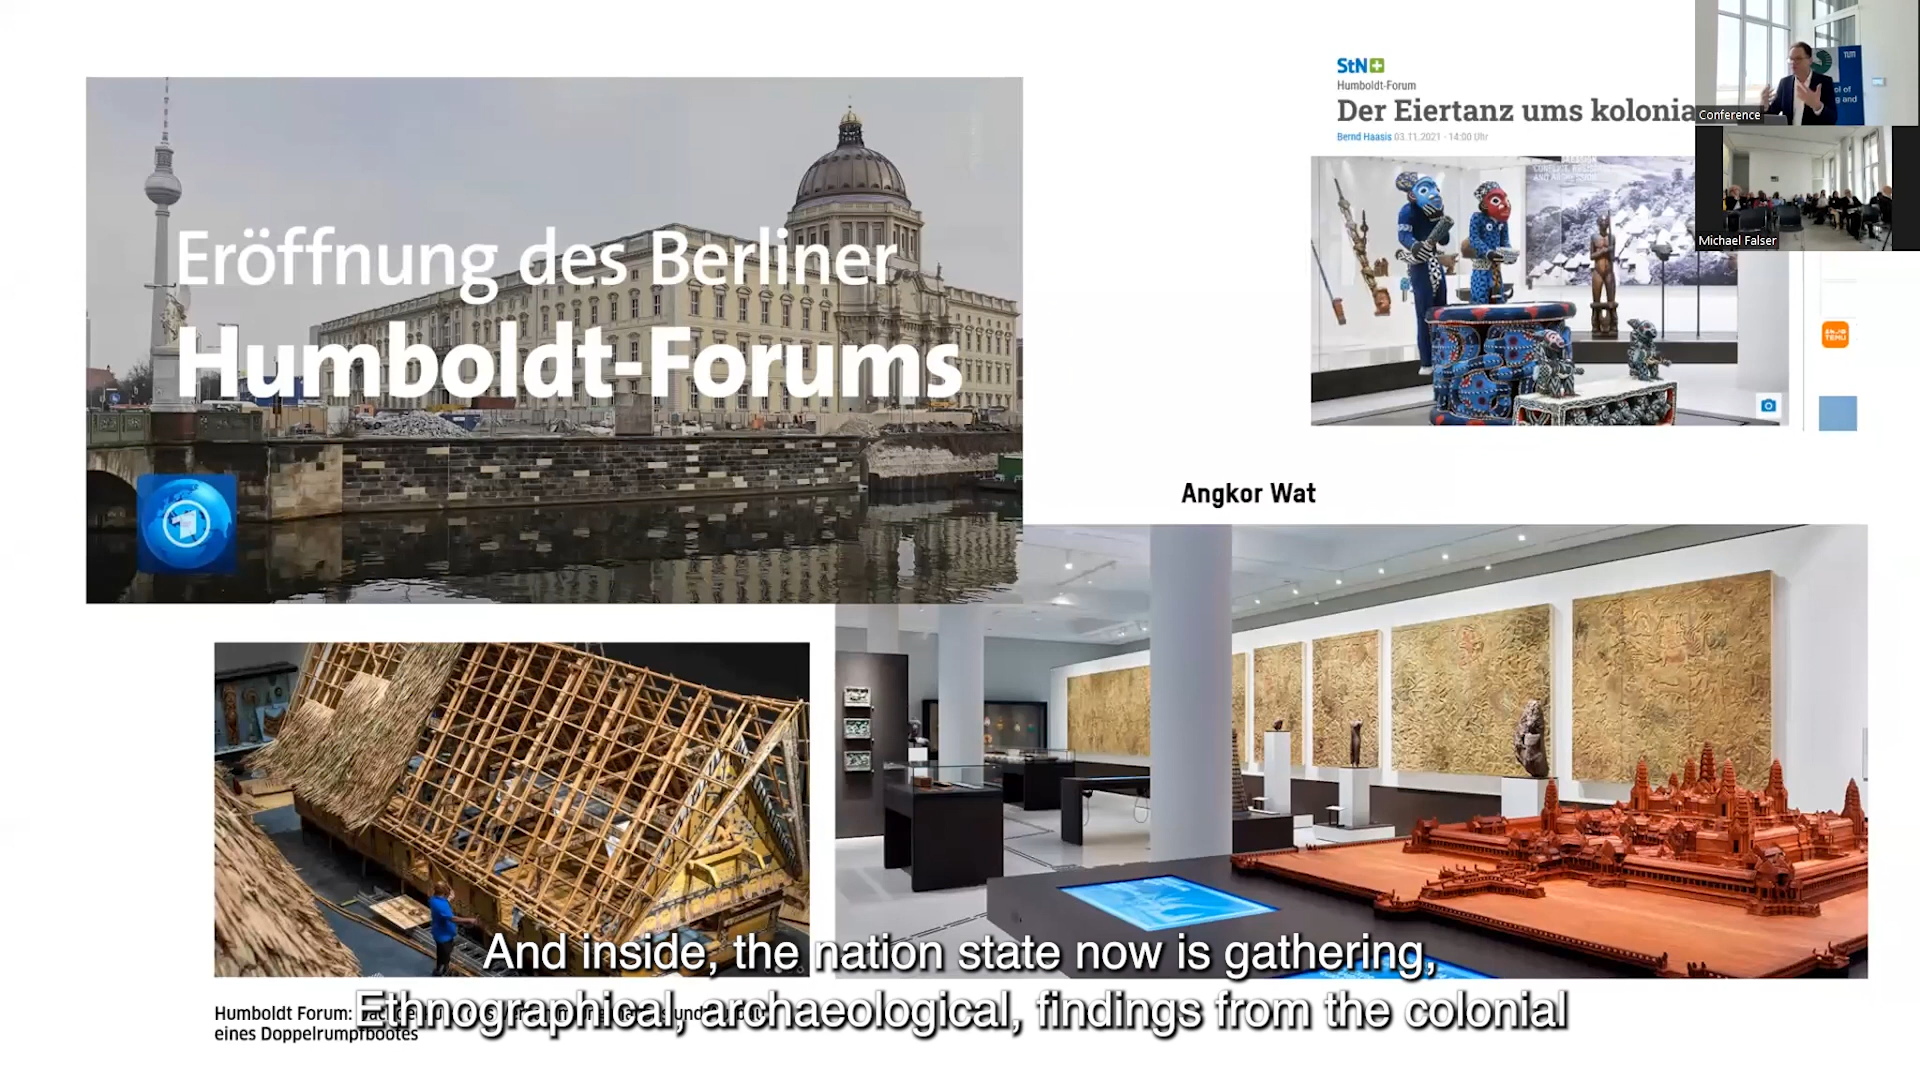 StN+
Humboldt-Forum
Der Eiertanz ums kolonia
Bernd Haasis 03.11.2021 - 14:00 Uhr
Conference
Michael Falser
TUM
Eröffnung des Berliner
Humboldt-Forums
Angkor Wat
And inside, the nation state now is gathering,
Ethnographical, archaeological, findings from the colonial
Humboldt Forum:
eines Doppelrumpfbootes